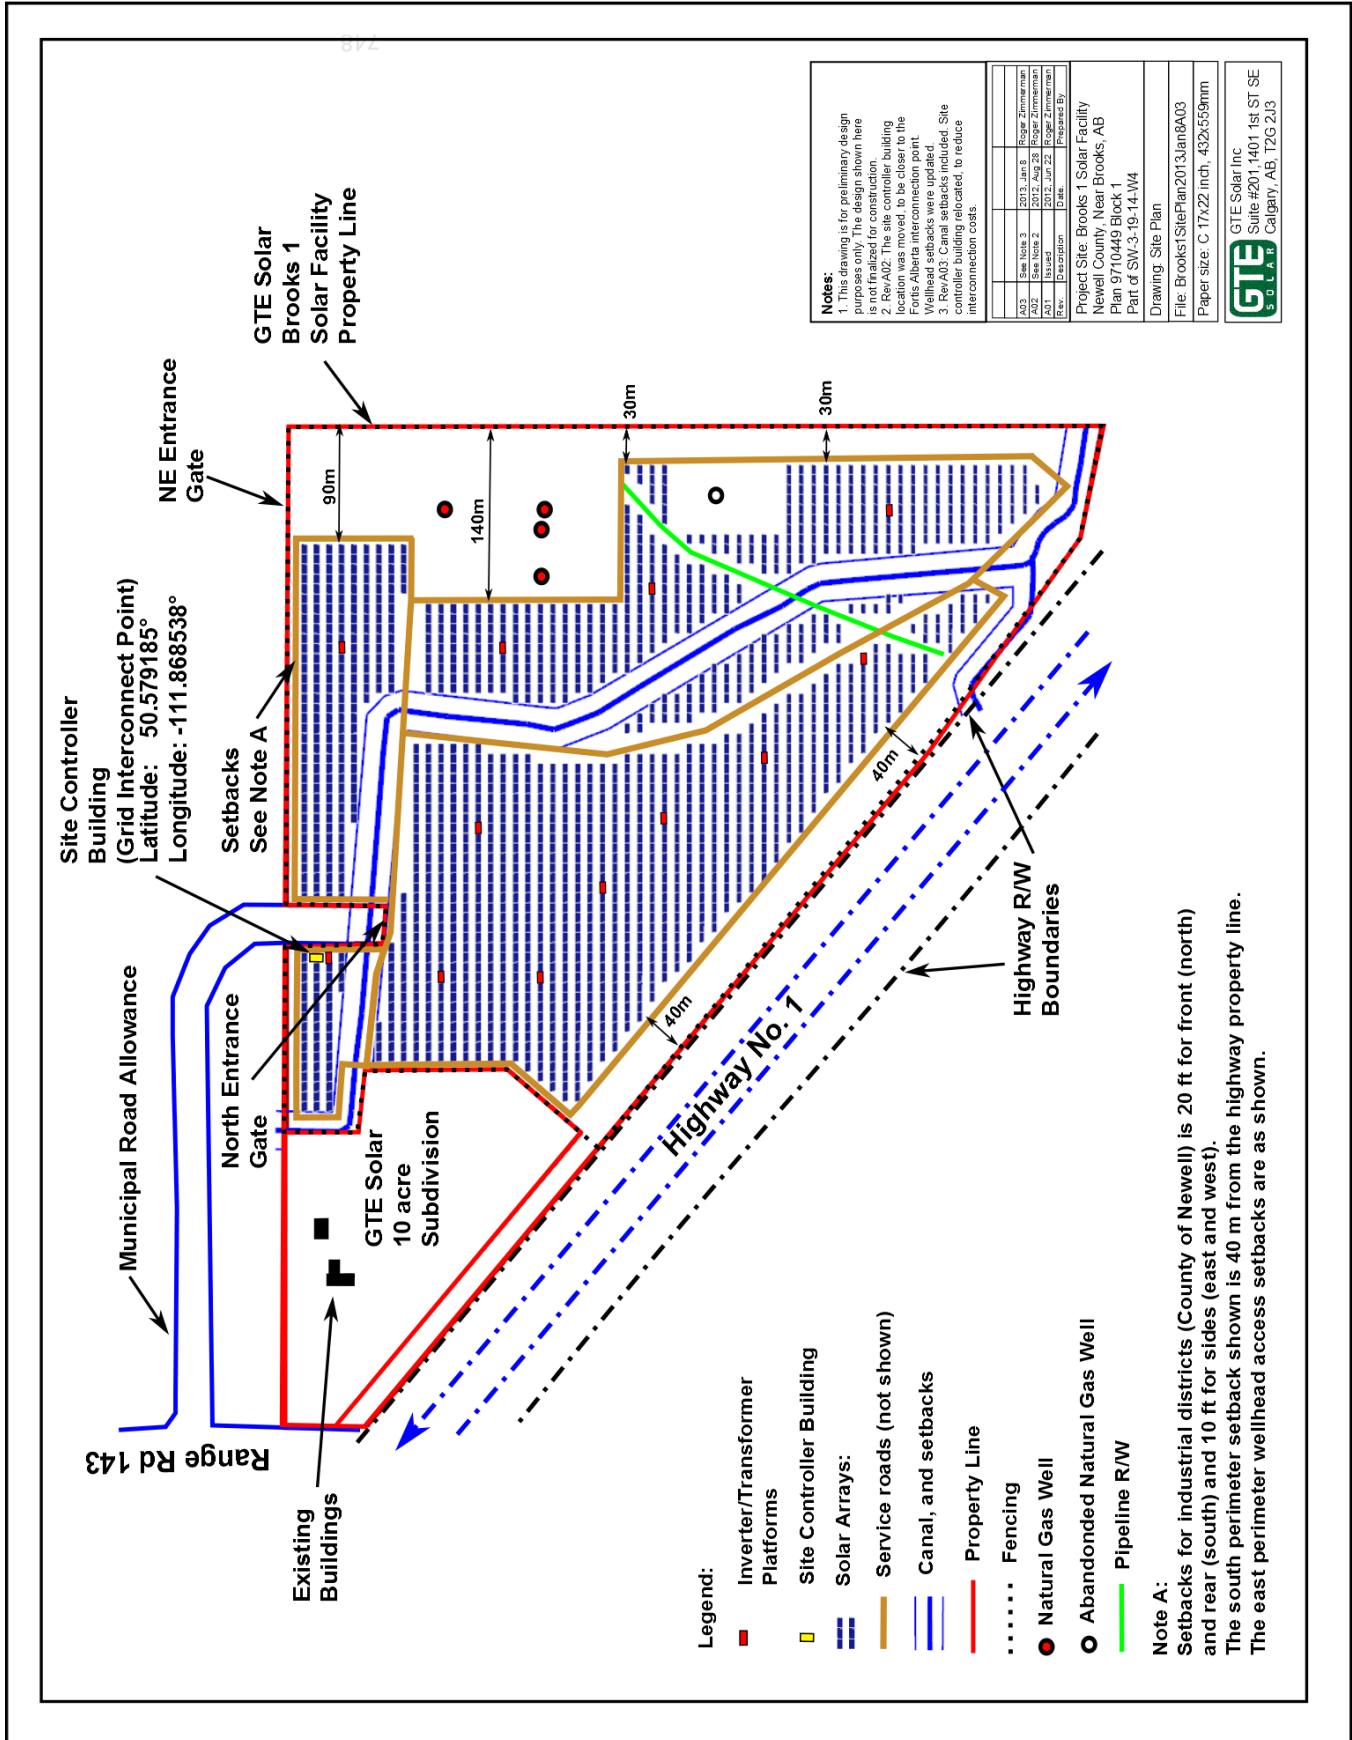 748
Site Controller
Building
(Grid Interconnect Point)
Latitude: 50.579185°
Longitude: -111.868538°
NE Entrance
Gate
GTE Solar
Brooks 1
Solar Facility
Property Line
Setbacks
See Note A
Municipal Road Allowance
North Entrance
Gate
Range Rd 143
Existing
Buildings
GTE Solar
10 acre
Subdivision
90m
140m
30m
30m
40m
40m
Highway No. 1
Highway R/W
Boundaries
Legend:
Inverter/Transformer
Platforms
Site Controller Building
Solar Arrays:
Service roads (not shown)
Canal, and setbacks
Property Line
Fencing
Natural Gas Well
Abandonded Natural Gas Well
Pipeline R/W
Note A:
Setbacks for industrial districts (County of Newell) is 20 ft for front (north)
and rear (south) and 10 ft for sides (east and west).
The south perimeter setback shown is 40 m from the highway property line.
The east perimeter wellhead access setbacks are as shown.
Notes:
1. This drawing is for preliminary design
purposes only. The design shown here
is not finalized for construction.
2. Rev A02: The site controller building
location was moved, to be closer to the
Fortis Alberta interconnection point.
Wellhead setbacks were updated.
3. Rev A03: Canal setbacks included. Site
controller building relocated, to reduce
interconnection costs.
A03 See Note 3 2013, Jan 8 Roger Zimmerman
A02 See Note 2 2012, Aug 28 Roger Zimmerman
A01 Issued 2012, Jun 22 Roger Zimmerman
Rev. Description Date. Prepared By
Project Site: Brooks 1 Solar Facility
Newell County, Near Brooks, AB
Plan 9710449 Block 1
Part of SW-3-19-14-W4
Drawing: Site Plan
File: Brooks1SitePlan2013Jan8A03
Paper size: C 17x22 inch, 432x559mm
GTE
SOLAR
GTE Solar Inc
Suite #201,1401 1st ST SE
Calgary, AB, T2G 2J3